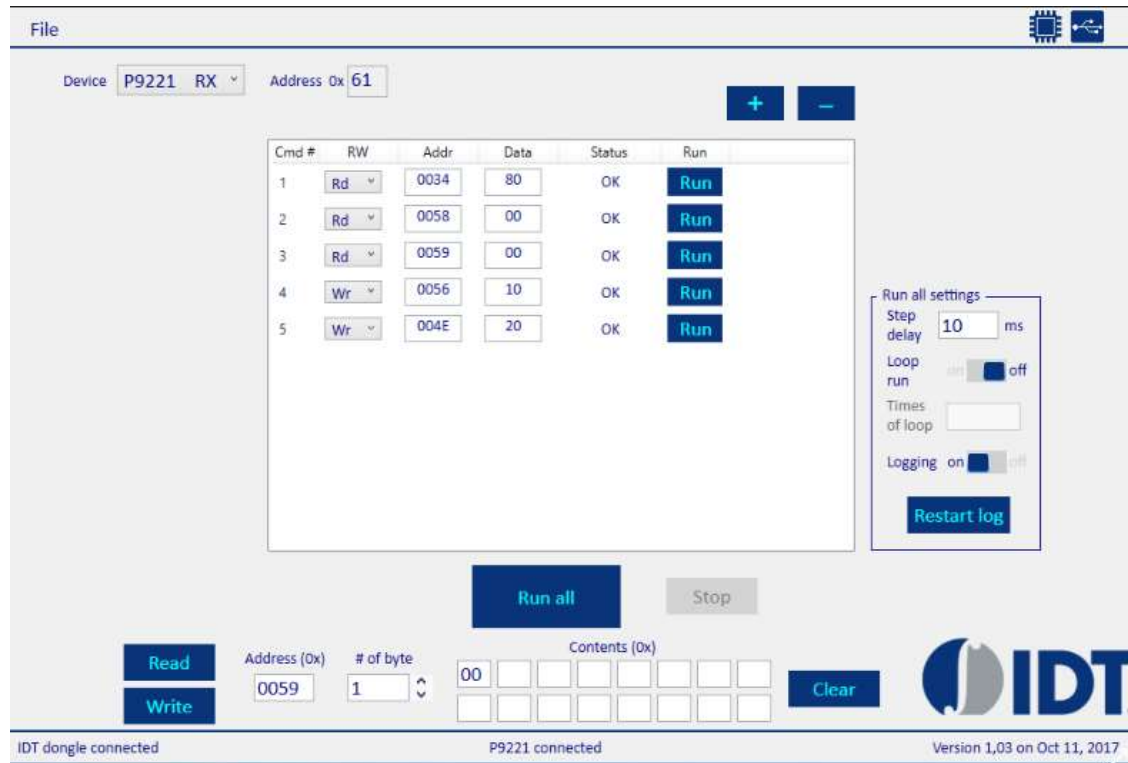 File
Device P9221 RX Address 0x 61
+ –
Cmd # RW Addr Data Status Run
1 Rd 0034 80 OK Run
2 Rd 0058 00 OK Run
3 Rd 0059 00 OK Run
4 Wr 0056 10 OK Run
5 Wr 004E 20 OK Run
Run all settings
Step delay 10 ms
Loop run on off
Times of loop
Logging on off
Restart log
Run all Stop
Read
Write
Address (0x) # of byte Contents (0x)
0059 1 00
Clear
IDT
IDT dongle connected P9221 connected Version 1,03 on Oct 11, 2017